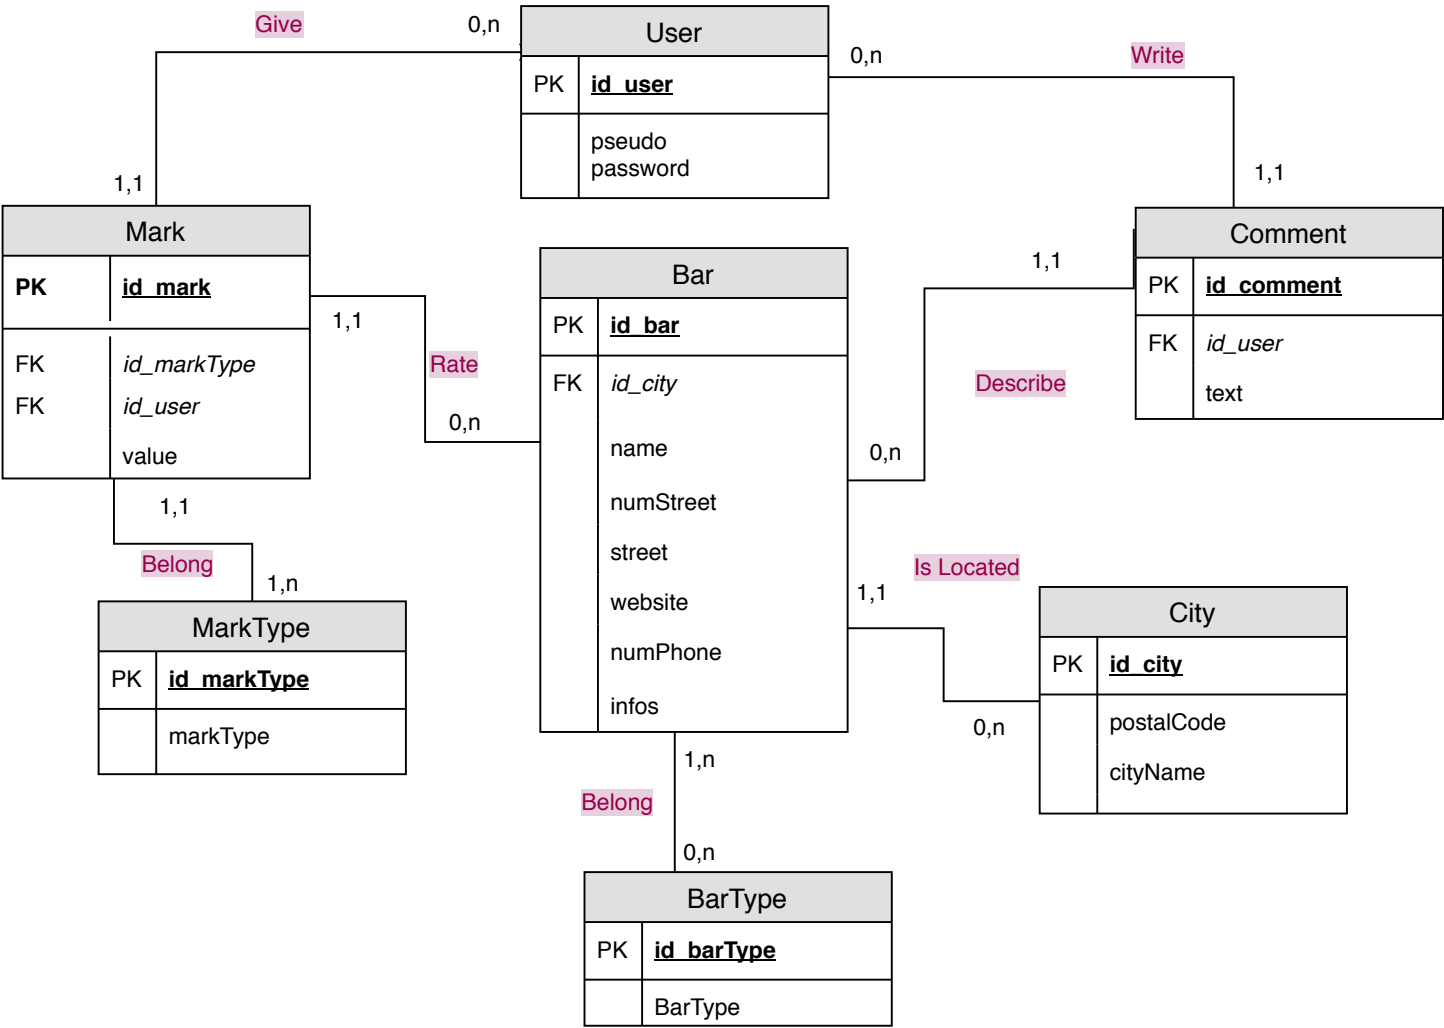 Give
0,n
User
PK id_user
pseudo
password
0,n
Write
1,1
1,1
Mark
PK id_mark
FK id_markType
FK id_user
value
1,1
Rate
0,n
Bar
PK id_bar
FK id_city
name
numStreet
street
website
numPhone
infos
1,1
Describe
0,n
Comment
PK id_comment
FK id_user
text
1,1
Belong
1,n
MarkType
PK id_markType
markType
Is Located
1,1
0,n
City
PK id_city
postalCode
cityName
1,n
Belong
0,n
BarType
PK id_barType
BarType